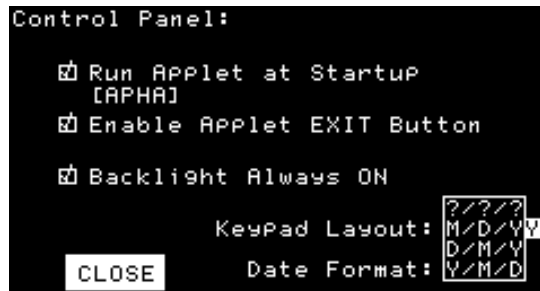 Control Panel:
Run Applet at Startup
[APHA]
Enable Applet EXIT Button
Backlight Always ON
?/?/?
Keypad Layout: M/D/Y Y
D/M/Y
CLOSE Date Format: Y/M/D